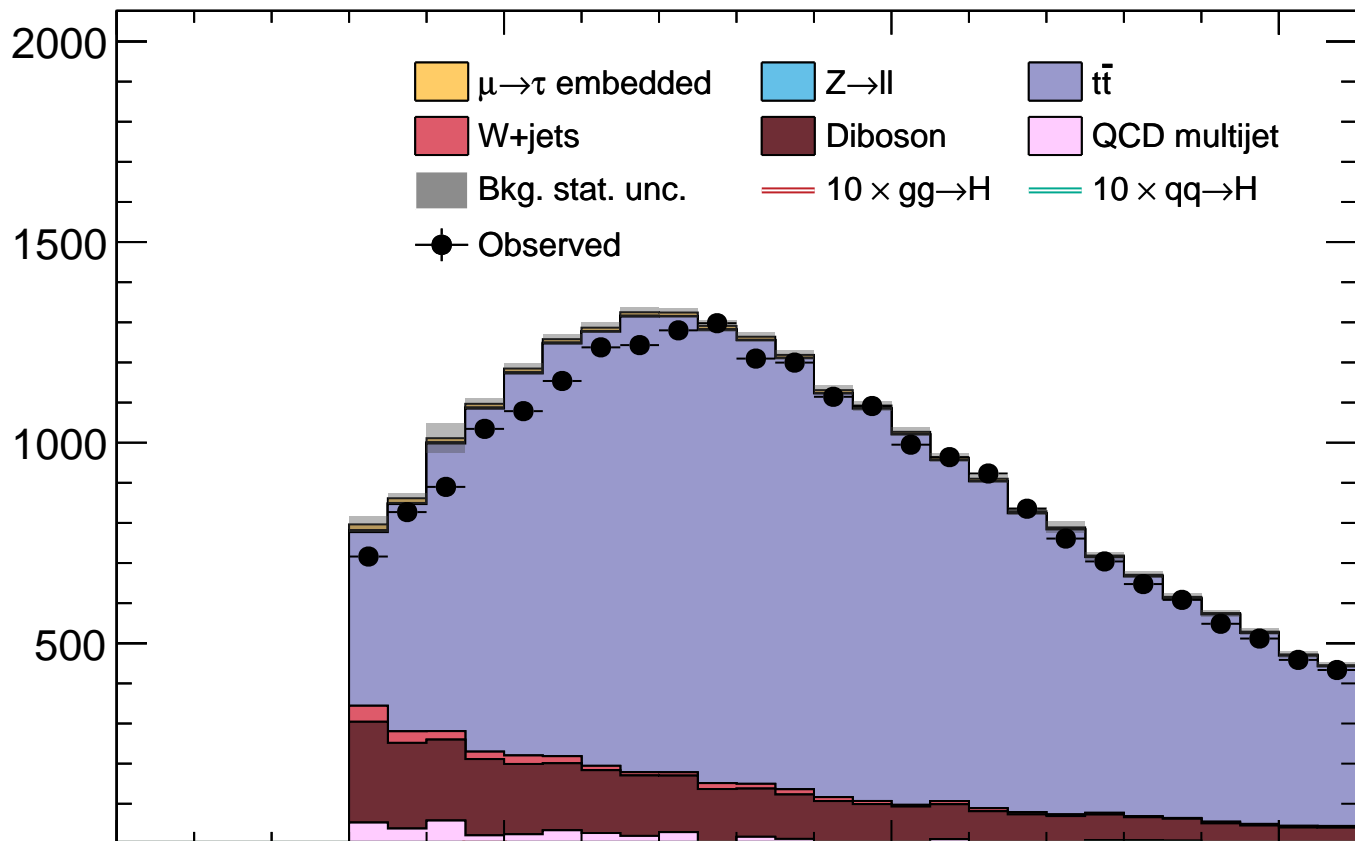 2000
μ→τ embedded Z→ll tt̄
W+jets Diboson QCD multijet
Bkg. stat. unc. 10 × gg→H 10 × qq→H
1500
Observed
1000
500